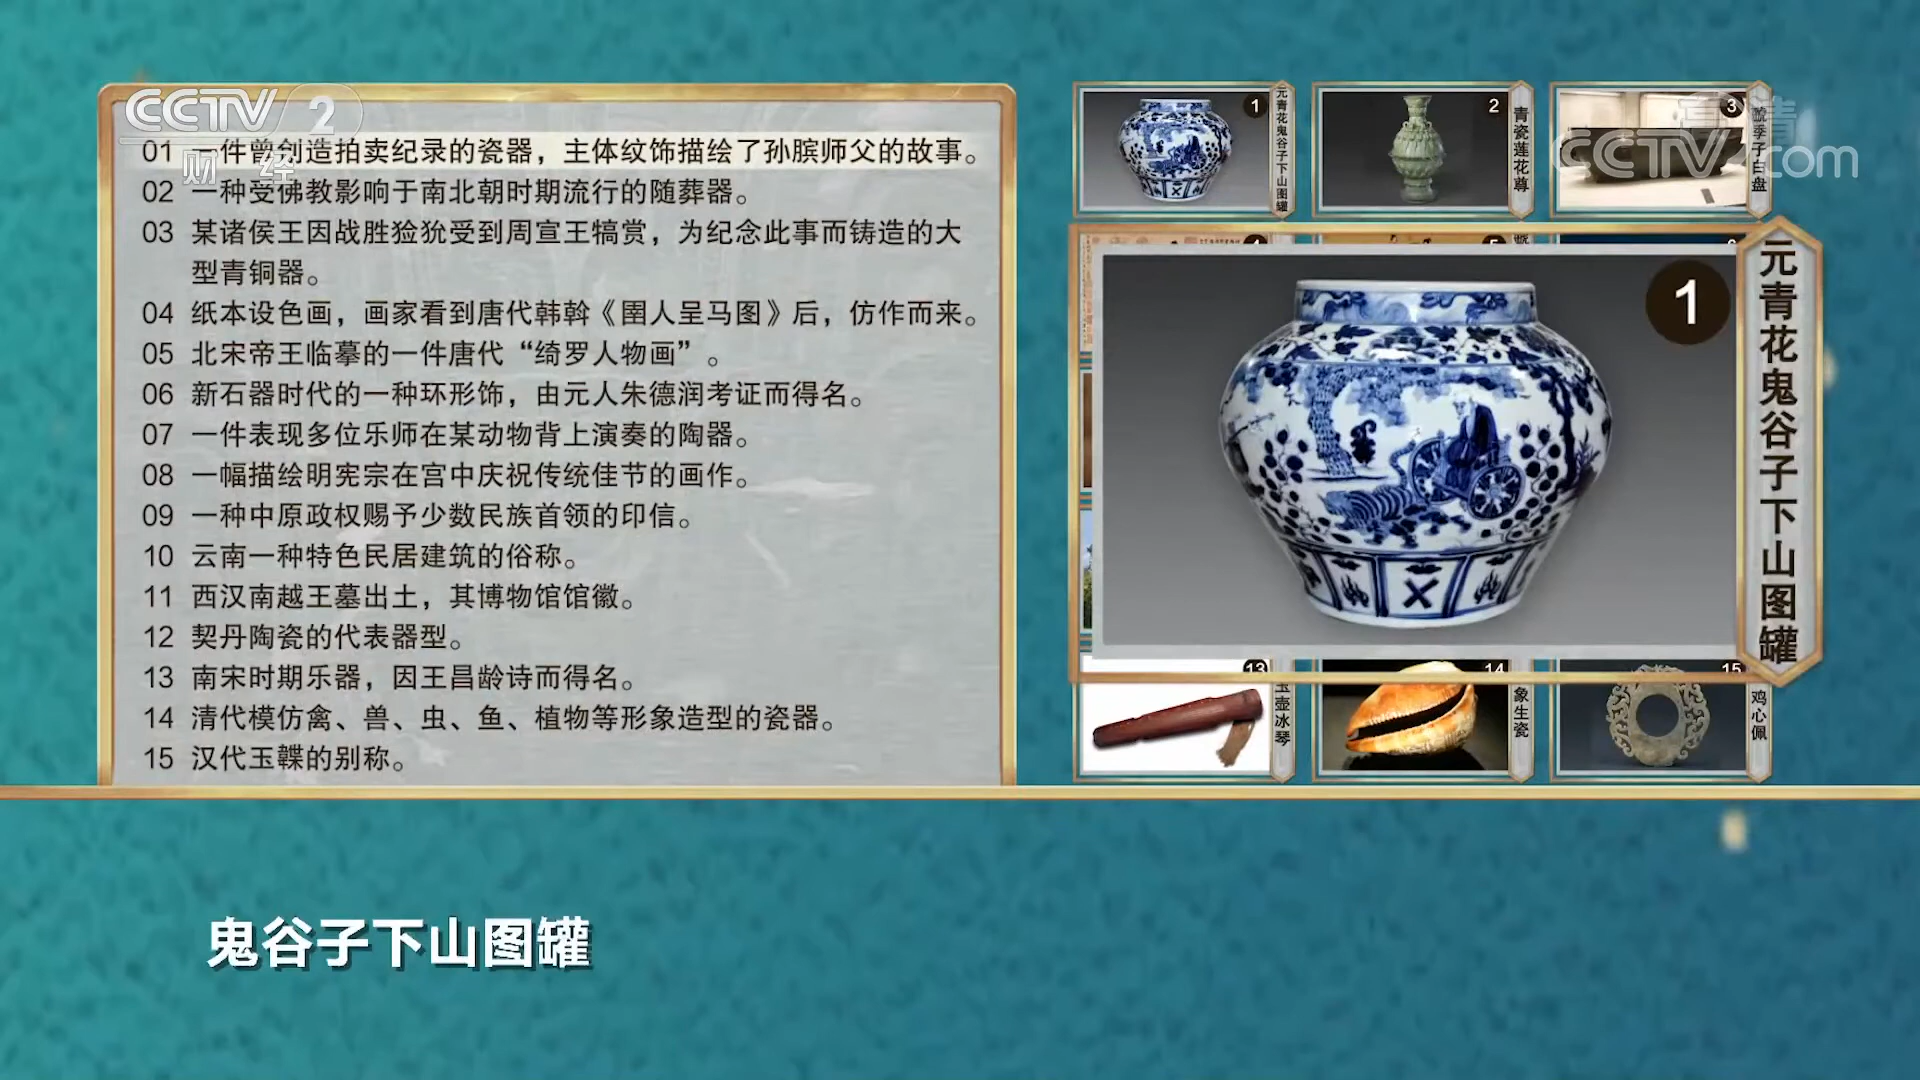 CCTV 2
财经
01 一件曾创造拍卖纪录的瓷器，主体纹饰描绘了孙膑师父的故事。
02 一种受佛教影响于南北朝时期流行的随葬器。
03 某诸侯王因战胜猃狁受到周宣王犒赏，为纪念此事而铸造的大
型青铜器。
04 纸本设色画，画家看到唐代韩斡《圉人呈马图》后，仿作而来。
05 北宋帝王临摹的一件唐代“绮罗人物画”。
06 新石器时代的一种环形饰，由元人朱德润考证而得名。
07 一件表现多位乐师在某动物背上演奏的陶器。
08 一幅描绘明宪宗在宫中庆祝传统佳节的画作。
09 一种中原政权赐予少数民族首领的印信。
10 云南一种特色民居建筑的俗称。
11 西汉南越王墓出土，其博物馆馆徽。
12 契丹陶瓷的代表器型。
13 南宋时期乐器，因王昌龄诗而得名。
14 清代模仿禽、兽、虫、鱼、植物等形象造型的瓷器。
15 汉代玉韘的别称。
1
元青花鬼谷子下山图罐
2
青瓷莲花尊
3
虢季子白盘
高清
CCTV.com
1
元青花鬼谷子下山图罐
13
玉壶冰琴
14
象生瓷
15
鸡心佩
鬼谷子下山图罐